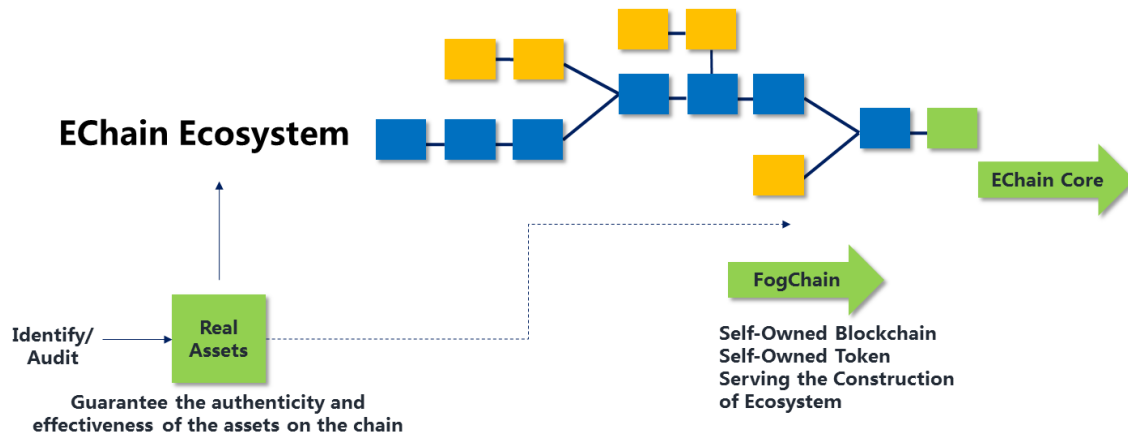 EChain Ecosystem
EChain Core
FogChain
Self-Owned Blockchain
Self-Owned Token
Serving the Construction
of Ecosystem
Identify/
Audit
Real
Assets
Guarantee the authenticity and
effectiveness of the assets on the chain